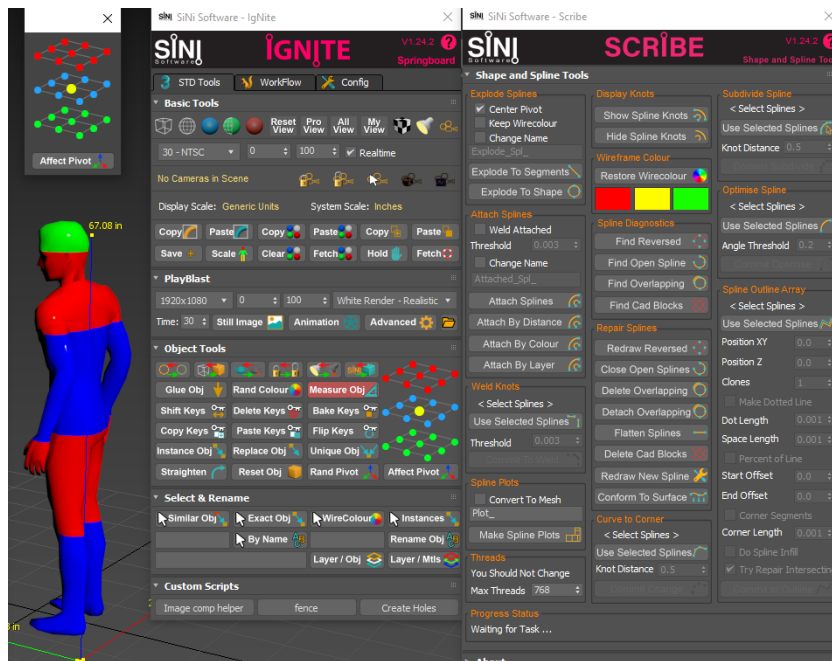 Affect Pivot
67.08 in
in
SiNi Software - IgNite
SiNi
IGNITE
V1.24.2
Springboard
STD Tools
WorkFlow
Config
Basic Tools
Reset View
Pro View
All View
My View
30 - NTSC
0
100
Realtime
No Cameras in Scene
Display Scale: Generic Units
System Scale: Inches
Copy
Paste
Copy
Paste
Copy
Paste
Save
Scale
Clear
Fetch
Hold
Fetch
PlayBlast
1920x1080
0
100
White Render - Realistic
Time: 30
Still Image
Animation
Advanced
Object Tools
Glue Obj
Rand Colour
Measure Obj
Shift Keys
Delete Keys
Bake Keys
Copy Keys
Paste Keys
Flip Keys
Instance Obj
Replace Obj
Unique Obj
Straighten
Reset Obj
Rand Pivot
Affect Pivot
Select & Rename
Similar Obj
Exact Obj
WireColour
Instances
By Name
Rename Obj
Layer / Obj
Layer / Mtls
Custom Scripts
Image comp helper
fence
Create Holes
SiNi Software - Scribe
SiNi
SCRIBE
V1.24.2
Shape and Spline Too
Shape and Spline Tools
Explode Splines
Center Pivot
Keep Wirecolour
Change Name
Explode_Spl_
Explode To Segments
Explode To Shape
Attach Splines
Weld Attached
Threshold 0.003
Change Name
Attached_Spl_
Attach Splines
Attach By Distance
Attach By Colour
Attach By Layer
Weld Knots
< Select Splines >
Use Selected Splines
Threshold 0.003
Spline Plots
Convert To Mesh
Plot_
Make Spline Plots
Threads
You Should Not Change
Max Threads 768
Progress Status
Waiting for Task ...
About
Display Knots
Show Spline Knots
Hide Spline Knots
Wireframe Colour
Restore Wirecolour
Spline Diagnostics
Find Reversed
Find Open Spline
Find Overlapping
Find Cad Blocks
Repair Splines
Redraw Reversed
Close Open Splines
Delete Overlapping
Detach Overlapping
Flatten Splines
Delete Cad Blocks
Redraw New Spline
Conform To Surface
Curve to Corner
< Select Splines >
Use Selected Splines
Knot Distance 0.5
Subdivide Spline
< Select Splines >
Use Selected Splines
Knot Distance 0.5
Optimise Spline
< Select Splines >
Use Selected Splines
Angle Threshold 0.2
Spline Outline Array
< Select Splines >
Use Selected Splines
Position XY 0.0
Position Z 0.0
Clones 1
Make Dotted Line
Dot Length 0.001
Space Length 0.001
Percent of Line
Start Offset 0.0
End Offset 0.0
Corner Segments
Corner Length 0.001
Do Spline Infill
Try Repair Intersectin